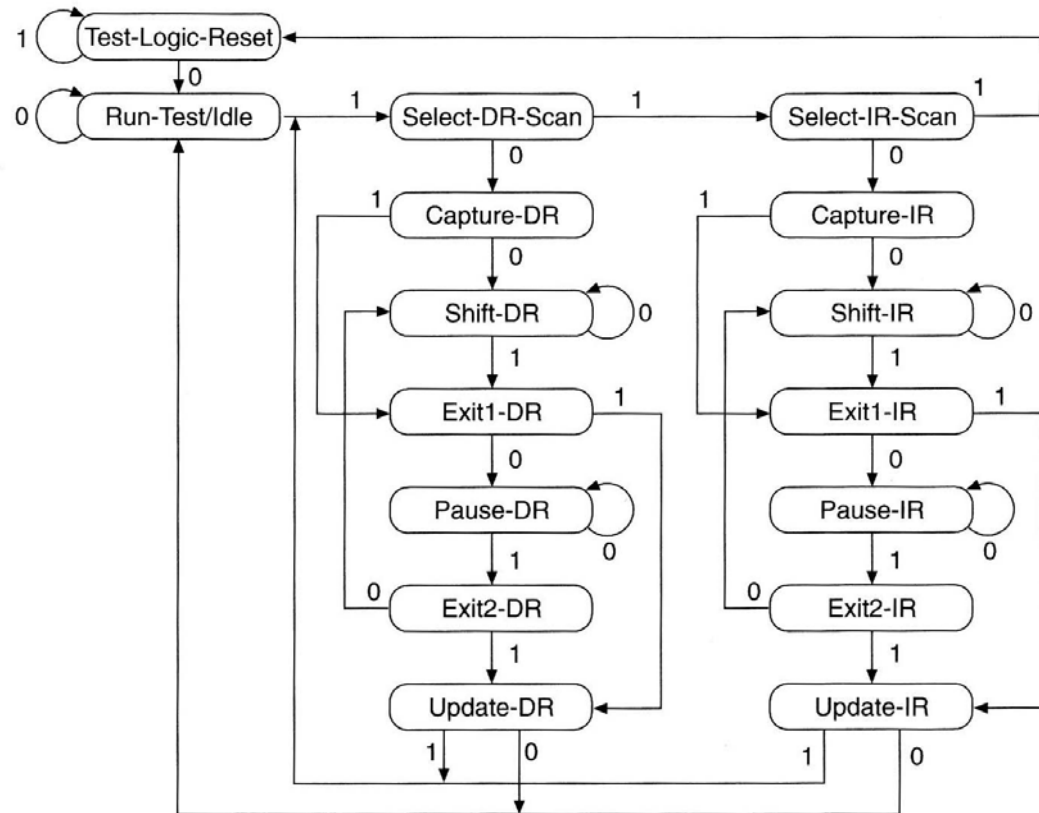 1 Test-Logic-Reset
0
0 Run-Test/Idle 1 Select-DR-Scan 1 Select-IR-Scan 1
0 0
1 Capture-DR 1 Capture-IR
0 0
Shift-DR 0 Shift-IR 0
1 1
Exit1-DR 1 Exit1-IR 1
0 0
Pause-DR Pause-IR
0 0
1 1
0 Exit2-DR 0 Exit2-IR
1 1
Update-DR Update-IR
1 0 1 0